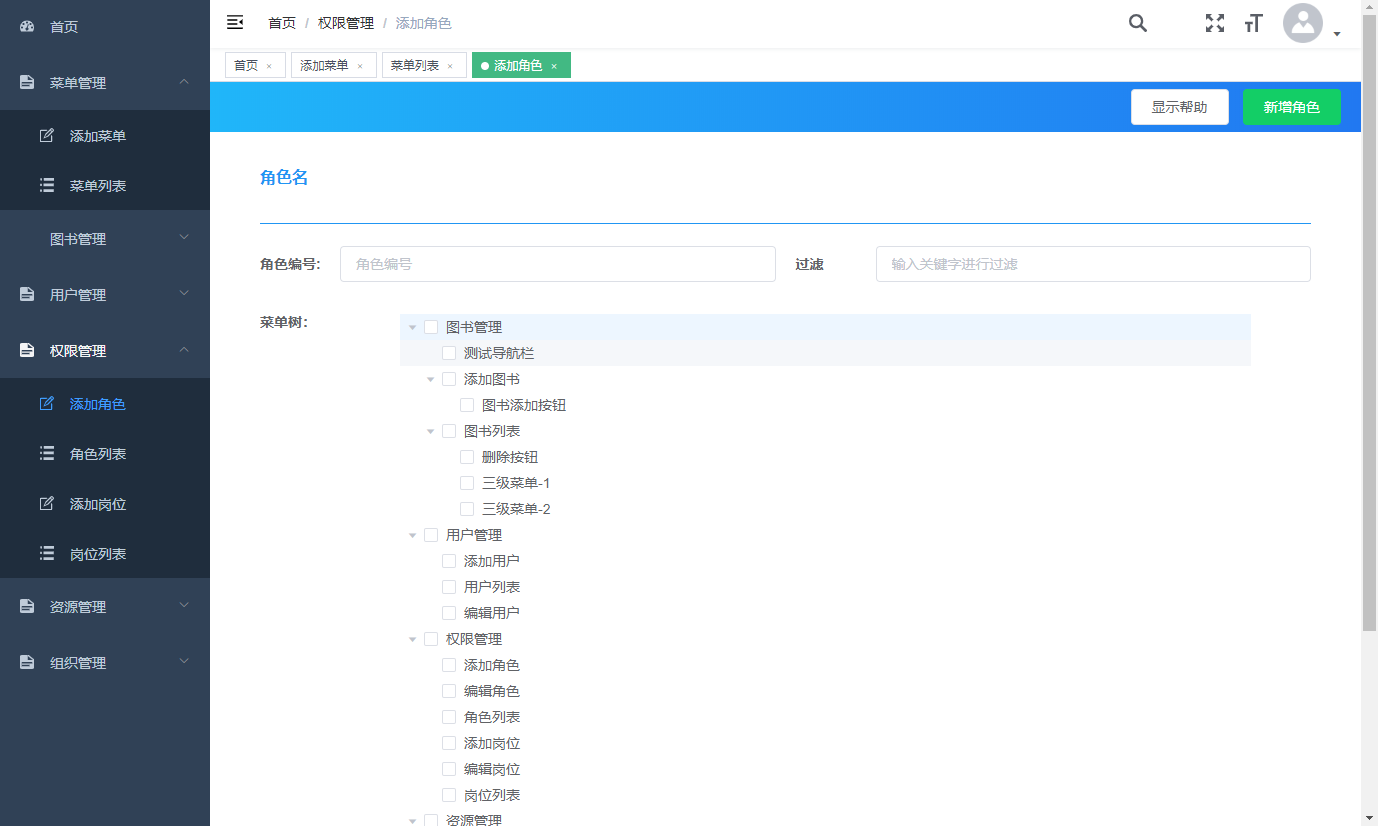 首页
菜单管理
添加菜单
菜单列表
图书管理
用户管理
权限管理
添加角色
角色列表
添加岗位
岗位列表
资源管理
组织管理
首页 / 权限管理 / 添加角色
首页 × 添加菜单 × 菜单列表 × 添加角色 ×
显示帮助 新增角色
角色名
角色编号: 角色编号 过滤 输入关键字进行过滤
菜单树:
图书管理
测试导航栏
添加图书
图书添加按钮
图书列表
删除按钮
三级菜单-1
三级菜单-2
用户管理
添加用户
用户列表
编辑用户
权限管理
添加角色
编辑角色
角色列表
添加岗位
编辑岗位
岗位列表
资源管理